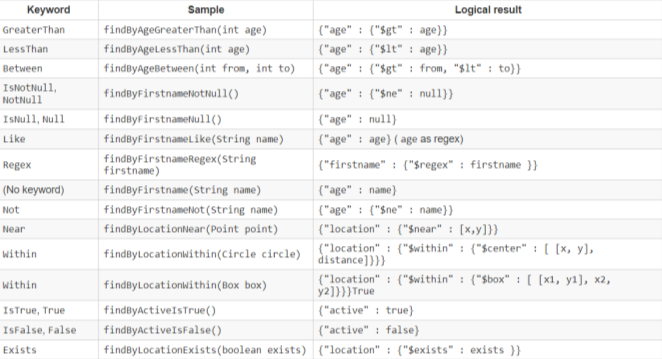 Keyword Sample Logical result
GreaterThan findByAgeGreaterThan(int age) {"age" : {"$gt" : age}}
LessThan findByAgeLessThan(int age) {"age" : {"$lt" : age}}
Between findByAgeBetween(int from, int to) {"age" : {"$gt" : from, "$lt" : to}}
IsNotNull,
NotNull findByFirstnameNotNull() {"age" : {"$ne" : null}}
IsNull, Null findByFirstnameNull() {"age" : null}
Like findByFirstnameLike(String name) {"age" : age} ( age as regex)
Regex findByFirstnameRegex(String
firstname) {"firstname" : {"$regex" : firstname }}
(No keyword) findByFirstname(String name) {"age" : name}
Not findByFirstnameNot(String name) {"age" : {"$ne" : name}}
Near findByLocationNear(Point point) {"location" : {"$near" : [x,y]}}
Within findByLocationWithin(Circle circle) {"location" : {"$within" : {"$center" : [ [x, y],
distance]}}}
Within findByLocationWithin(Box box) {"location" : {"$within" : {"$box" : [ [x1, y1], x2,
y2]}}}True
IsTrue, True findByActiveIsTrue() {"active" : true}
IsFalse, False findByActiveIsFalse() {"active" : false}
Exists findByLocationExists(boolean exists) {"location" : {"$exists" : exists }}